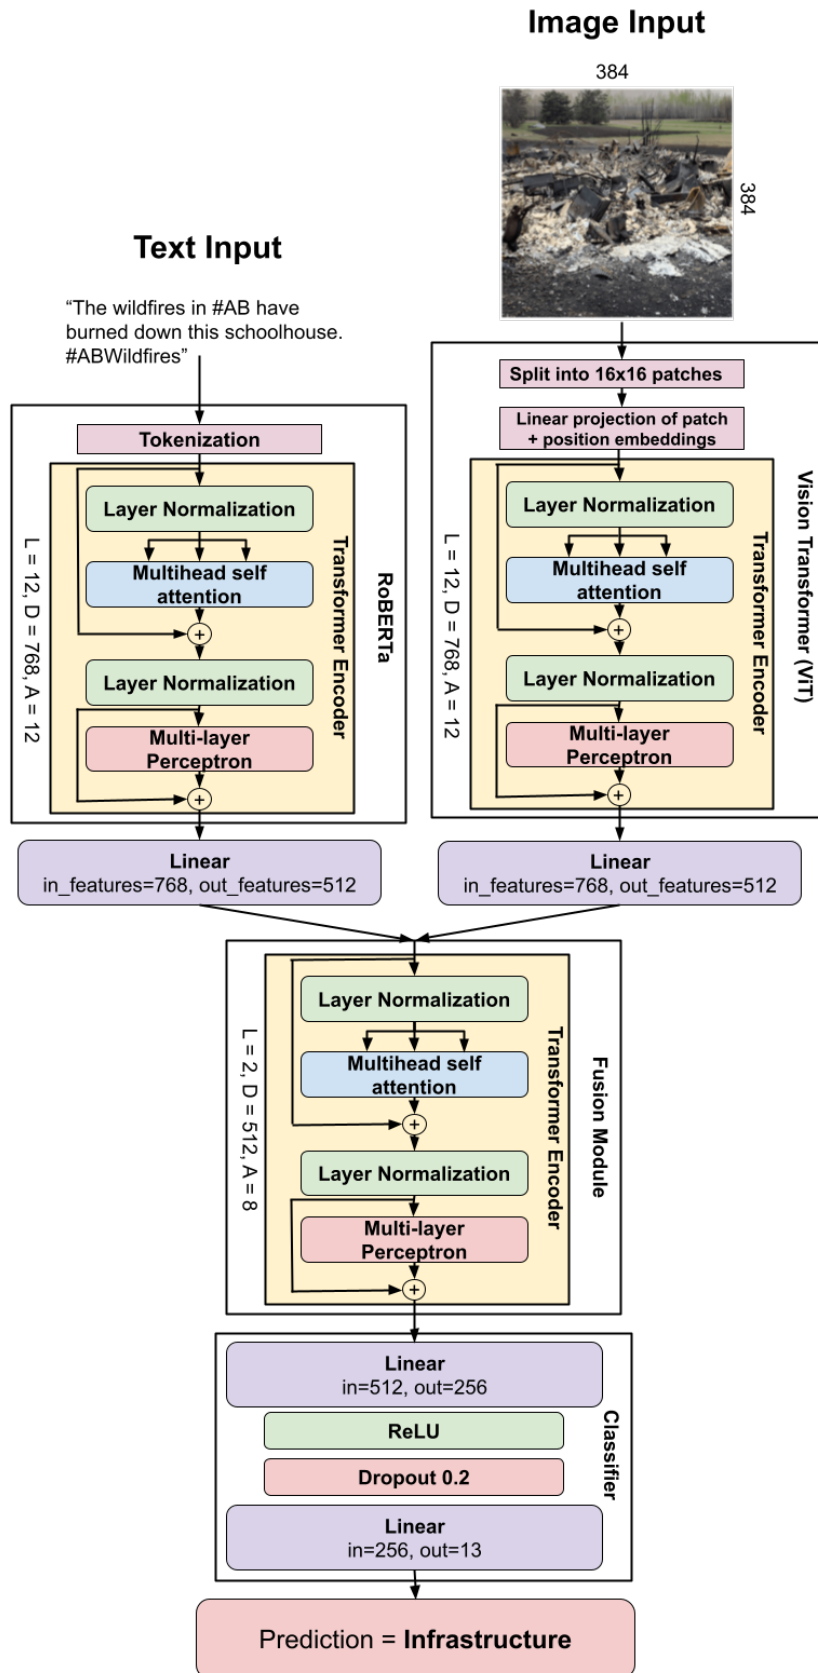 Image Input
384
384
Text Input
“The wildfires in #AB have
burned down this schoolhouse.
#ABWildfires”
Tokenization
Layer Normalization
Multihead self
attention
+
Layer Normalization
Multi-layer
Perceptron
+
Transformer Encoder
L = 12, D = 768, A = 12
RoBERTa
Split into 16x16 patches
Linear projection of patch
+ position embeddings
Layer Normalization
Multihead self
attention
+
Layer Normalization
Multi-layer
Perceptron
+
Transformer Encoder
L = 12, D = 768, A = 12
Vision Transformer (ViT)
Linear
in_features=768, out_features=512
Linear
in_features=768, out_features=512
Layer Normalization
Multihead self
attention
+
Layer Normalization
Multi-layer
Perceptron
+
Transformer Encoder
L = 2, D = 512, A = 8
Fusion Module
Linear
in=512, out=256
ReLU
Dropout 0.2
Linear
in=256, out=13
Classifier
Prediction = Infrastructure